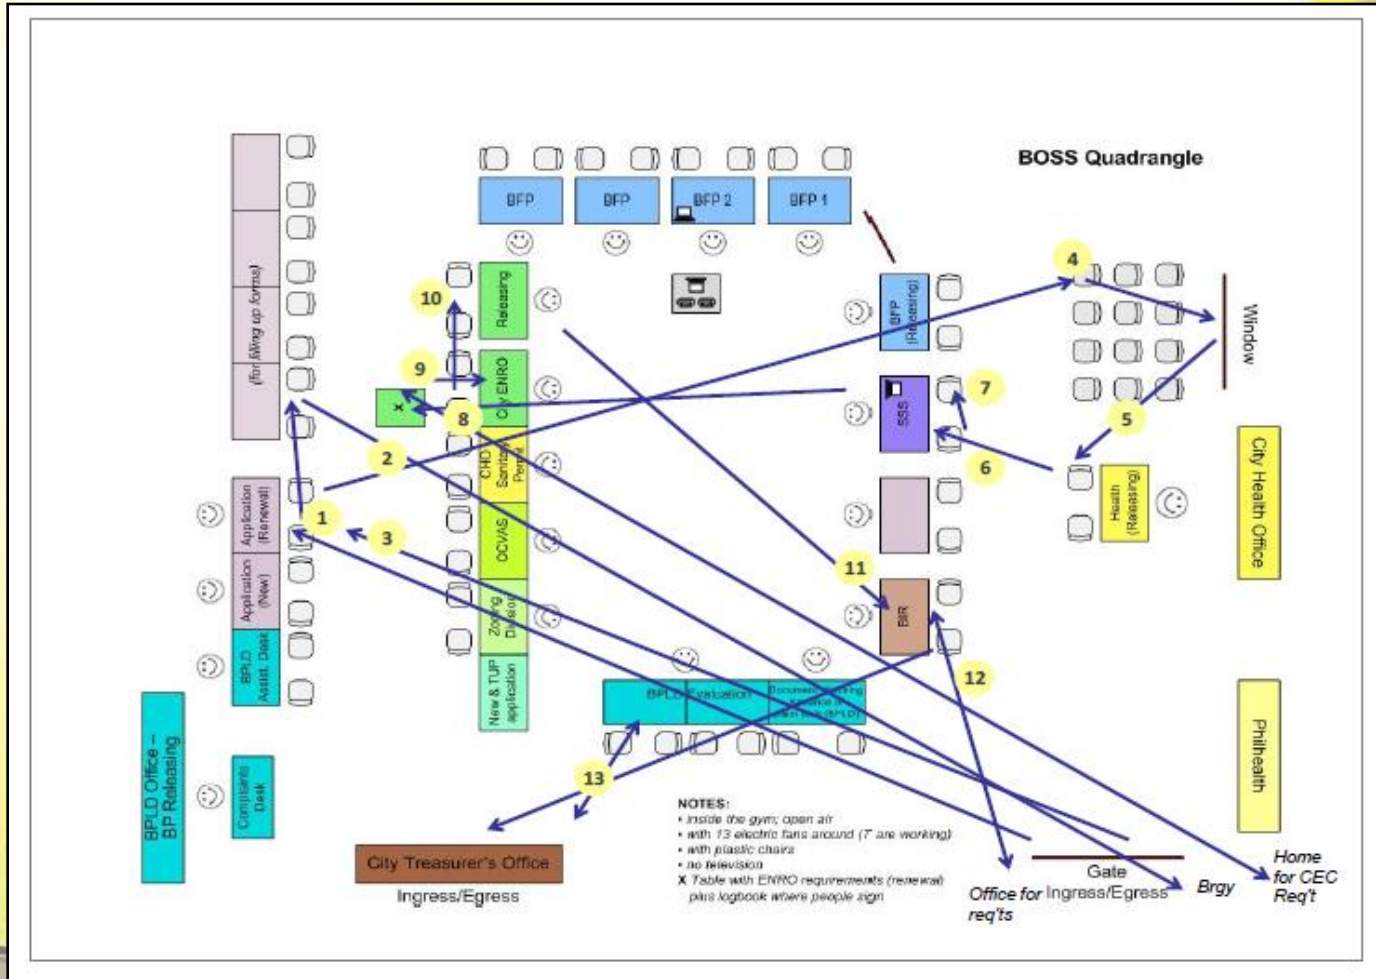 BOSS Quadrangle
BFP
BFP
BFP 2
BFP 1
(for filling up forms)
10
Releasing
BFP
(Releasing)
4
Window
9
City ENRO
X
8
SSS
7
5
2
CHO
Sanitary
Permit
6
Health
(Releasing)
City Health Office
Application
(Renewal)
1
3
OCVAS
11
Application
(New)
Zoning
Division
BIR
BPLD
Assist. Desk
New & TUP
application
BPLD Evaluation
12
BPLD Office –
BP Releasing
Complaints
Desk
13
Philhealth
NOTES:
• inside the gym; open air
• with 13 electric fans around (7 are working)
• with plastic chairs
• no television
X Table with ENRO requirements (renewal)
plus logbook where people sign
City Treasurer's Office
Ingress/Egress
Gate
Ingress/Egress
Office for
req'ts
Brgy
Home
for CEC
Req't